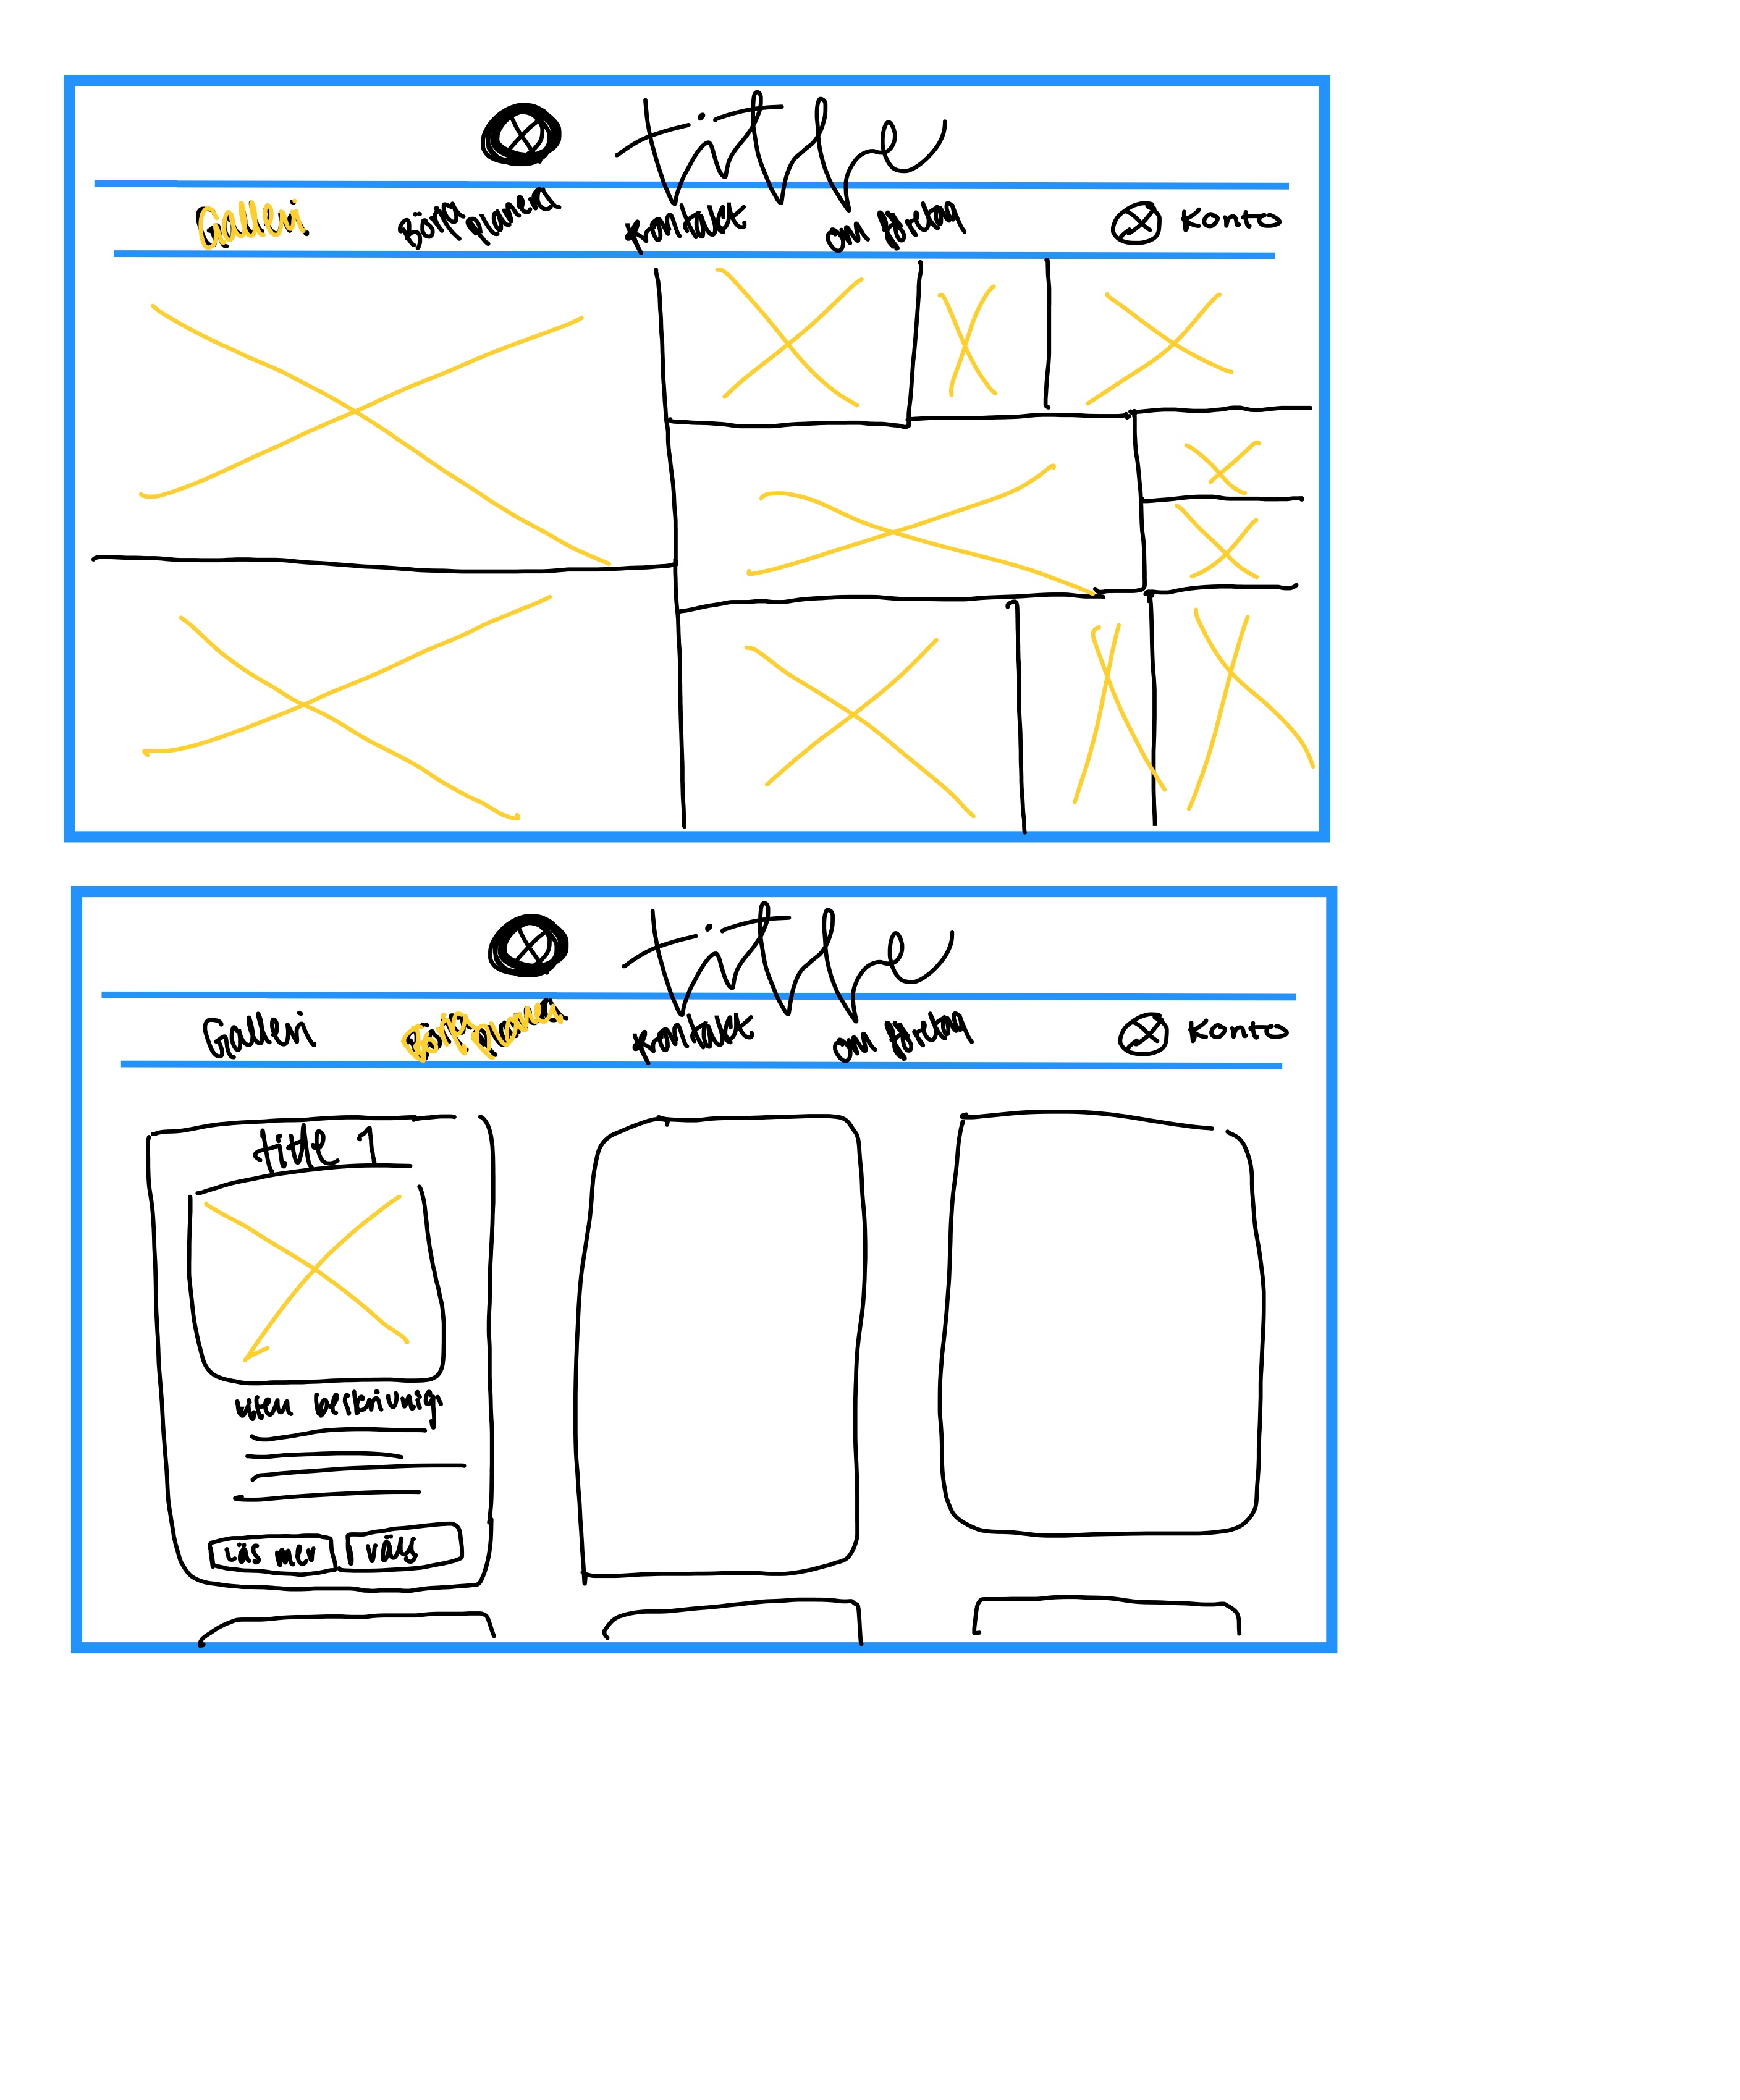 title
Galleri Börja planera Kontakt om företag Konto
title
Galleri Börja planera Kontakt om företag Konto
title 1
liten beskrivning
Läs mer välj